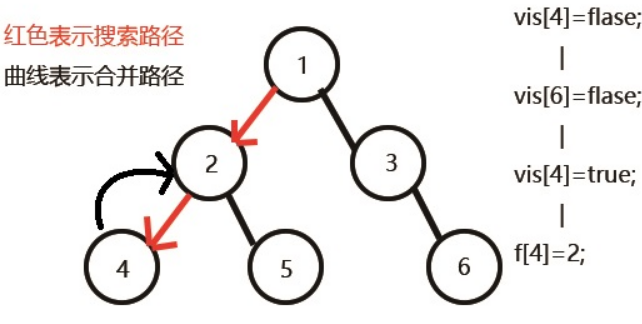 红色表示搜索路径
曲线表示合并路径
1
2
3
4
5
6
vis[4]=flase;
|
vis[6]=flase;
|
vis[4]=true;
|
f[4]=2;